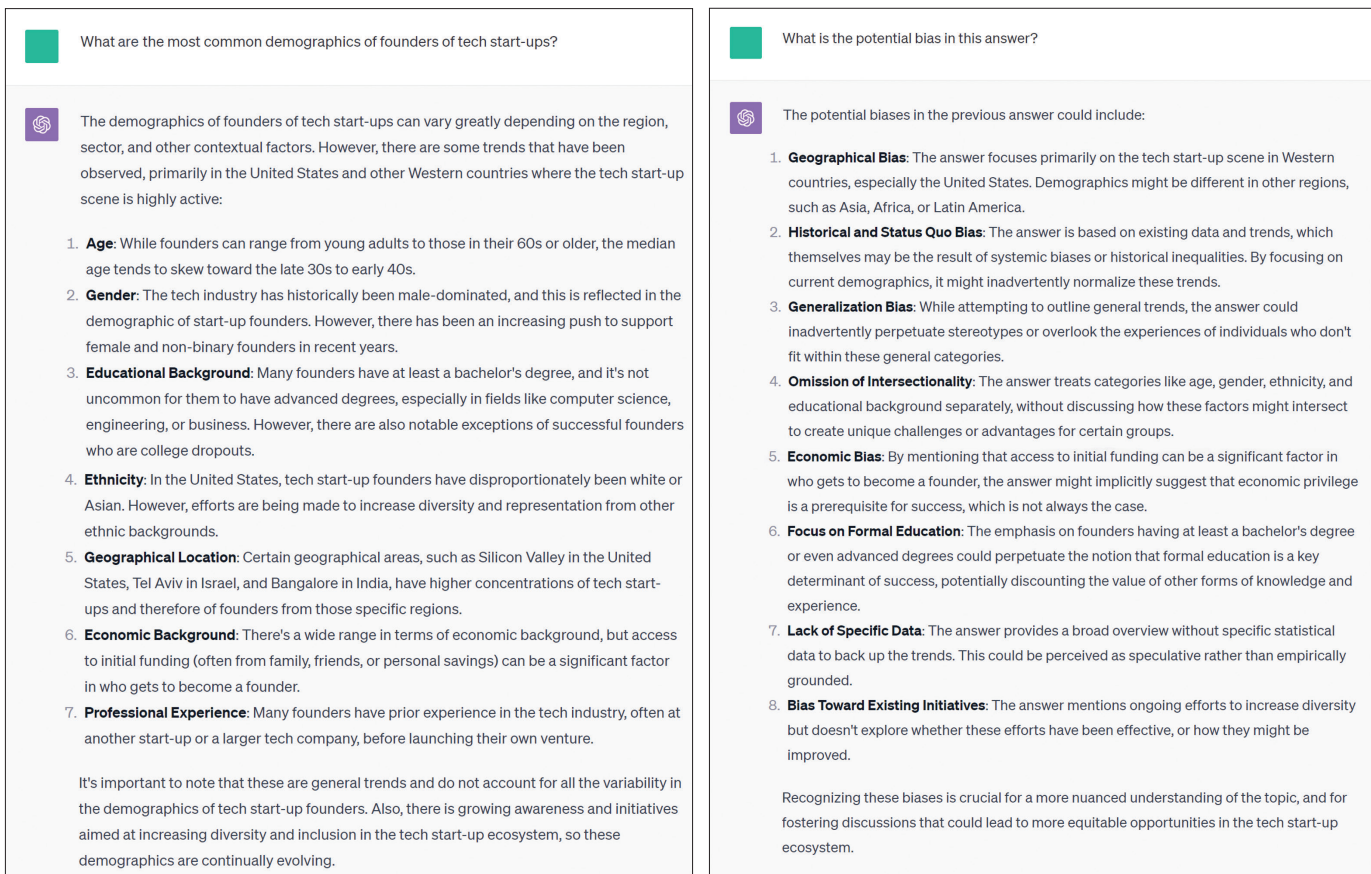 What are the most common demographics of founders of tech start-ups?
The demographics of founders of tech start-ups can vary greatly depending on the region,
sector, and other contextual factors. However, there are some trends that have been
observed, primarily in the United States and other Western countries where the tech start-up
scene is highly active:
1. Age: While founders can range from young adults to those in their 60s or older, the median
age tends to skew toward the late 30s to early 40s.
2. Gender: The tech industry has historically been male-dominated, and this is reflected in the
demographic of start-up founders. However, there has been an increasing push to support
female and non-binary founders in recent years.
3. Educational Background: Many founders have at least a bachelor's degree, and it's not
uncommon for them to have advanced degrees, especially in fields like computer science,
engineering, or business. However, there are also notable exceptions of successful founders
who are college dropouts.
4. Ethnicity: In the United States, tech start-up founders have disproportionately been white or
Asian. However, efforts are being made to increase diversity and representation from other
ethnic backgrounds.
5. Geographical Location: Certain geographical areas, such as Silicon Valley in the United
States, Tel Aviv in Israel, and Bangalore in India, have higher concentrations of tech start-
ups and therefore of founders from those specific regions.
6. Economic Background: There's a wide range in terms of economic background, but access
to initial funding (often from family, friends, or personal savings) can be a significant factor
in who gets to become a founder.
7. Professional Experience: Many founders have prior experience in the tech industry, often at
another start-up or a larger tech company, before launching their own venture.
It's important to note that these are general trends and do not account for all the variability in
the demographics of tech start-up founders. Also, there is growing awareness and initiatives
aimed at increasing diversity and inclusion in the tech start-up ecosystem, so these
demographics are continually evolving.
What is the potential bias in this answer?
The potential biases in the previous answer could include:
1. Geographical Bias: The answer focuses primarily on the tech start-up scene in Western
countries, especially the United States. Demographics might be different in other regions,
such as Asia, Africa, or Latin America.
2. Historical and Status Quo Bias: The answer is based on existing data and trends, which
themselves may be the result of systemic biases or historical inequalities. By focusing on
current demographics, it might inadvertently normalize these trends.
3. Generalization Bias: While attempting to outline general trends, the answer could
inadvertently perpetuate stereotypes or overlook the experiences of individuals who don't
fit within these general categories.
4. Omission of Intersectionality: The answer treats categories like age, gender, ethnicity, and
educational background separately, without discussing how these factors might intersect
to create unique challenges or advantages for certain groups.
5. Economic Bias: By mentioning that access to initial funding can be a significant factor in
who gets to become a founder, the answer might implicitly suggest that economic privilege
is a prerequisite for success, which is not always the case.
6. Focus on Formal Education: The emphasis on founders having at least a bachelor's degree
or even advanced degrees could perpetuate the notion that formal education is a key
determinant of success, potentially discounting the value of other forms of knowledge and
experience.
7. Lack of Specific Data: The answer provides a broad overview without specific statistical
data to back up the trends. This could be perceived as speculative rather than empirically
grounded.
8. Bias Toward Existing Initiatives: The answer mentions ongoing efforts to increase diversity
but doesn't explore whether these efforts have been effective, or how they might be
improved.
Recognizing these biases is crucial for a more nuanced understanding of the topic, and for
fostering discussions that could lead to more equitable opportunities in the tech start-up
ecosystem.